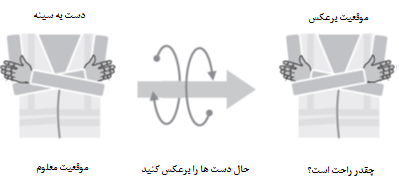 دست به سینه
موقعیت برعکس
موقعیت معلوم
حال دست ها را برعکس کنید
چقدر راحت است؟